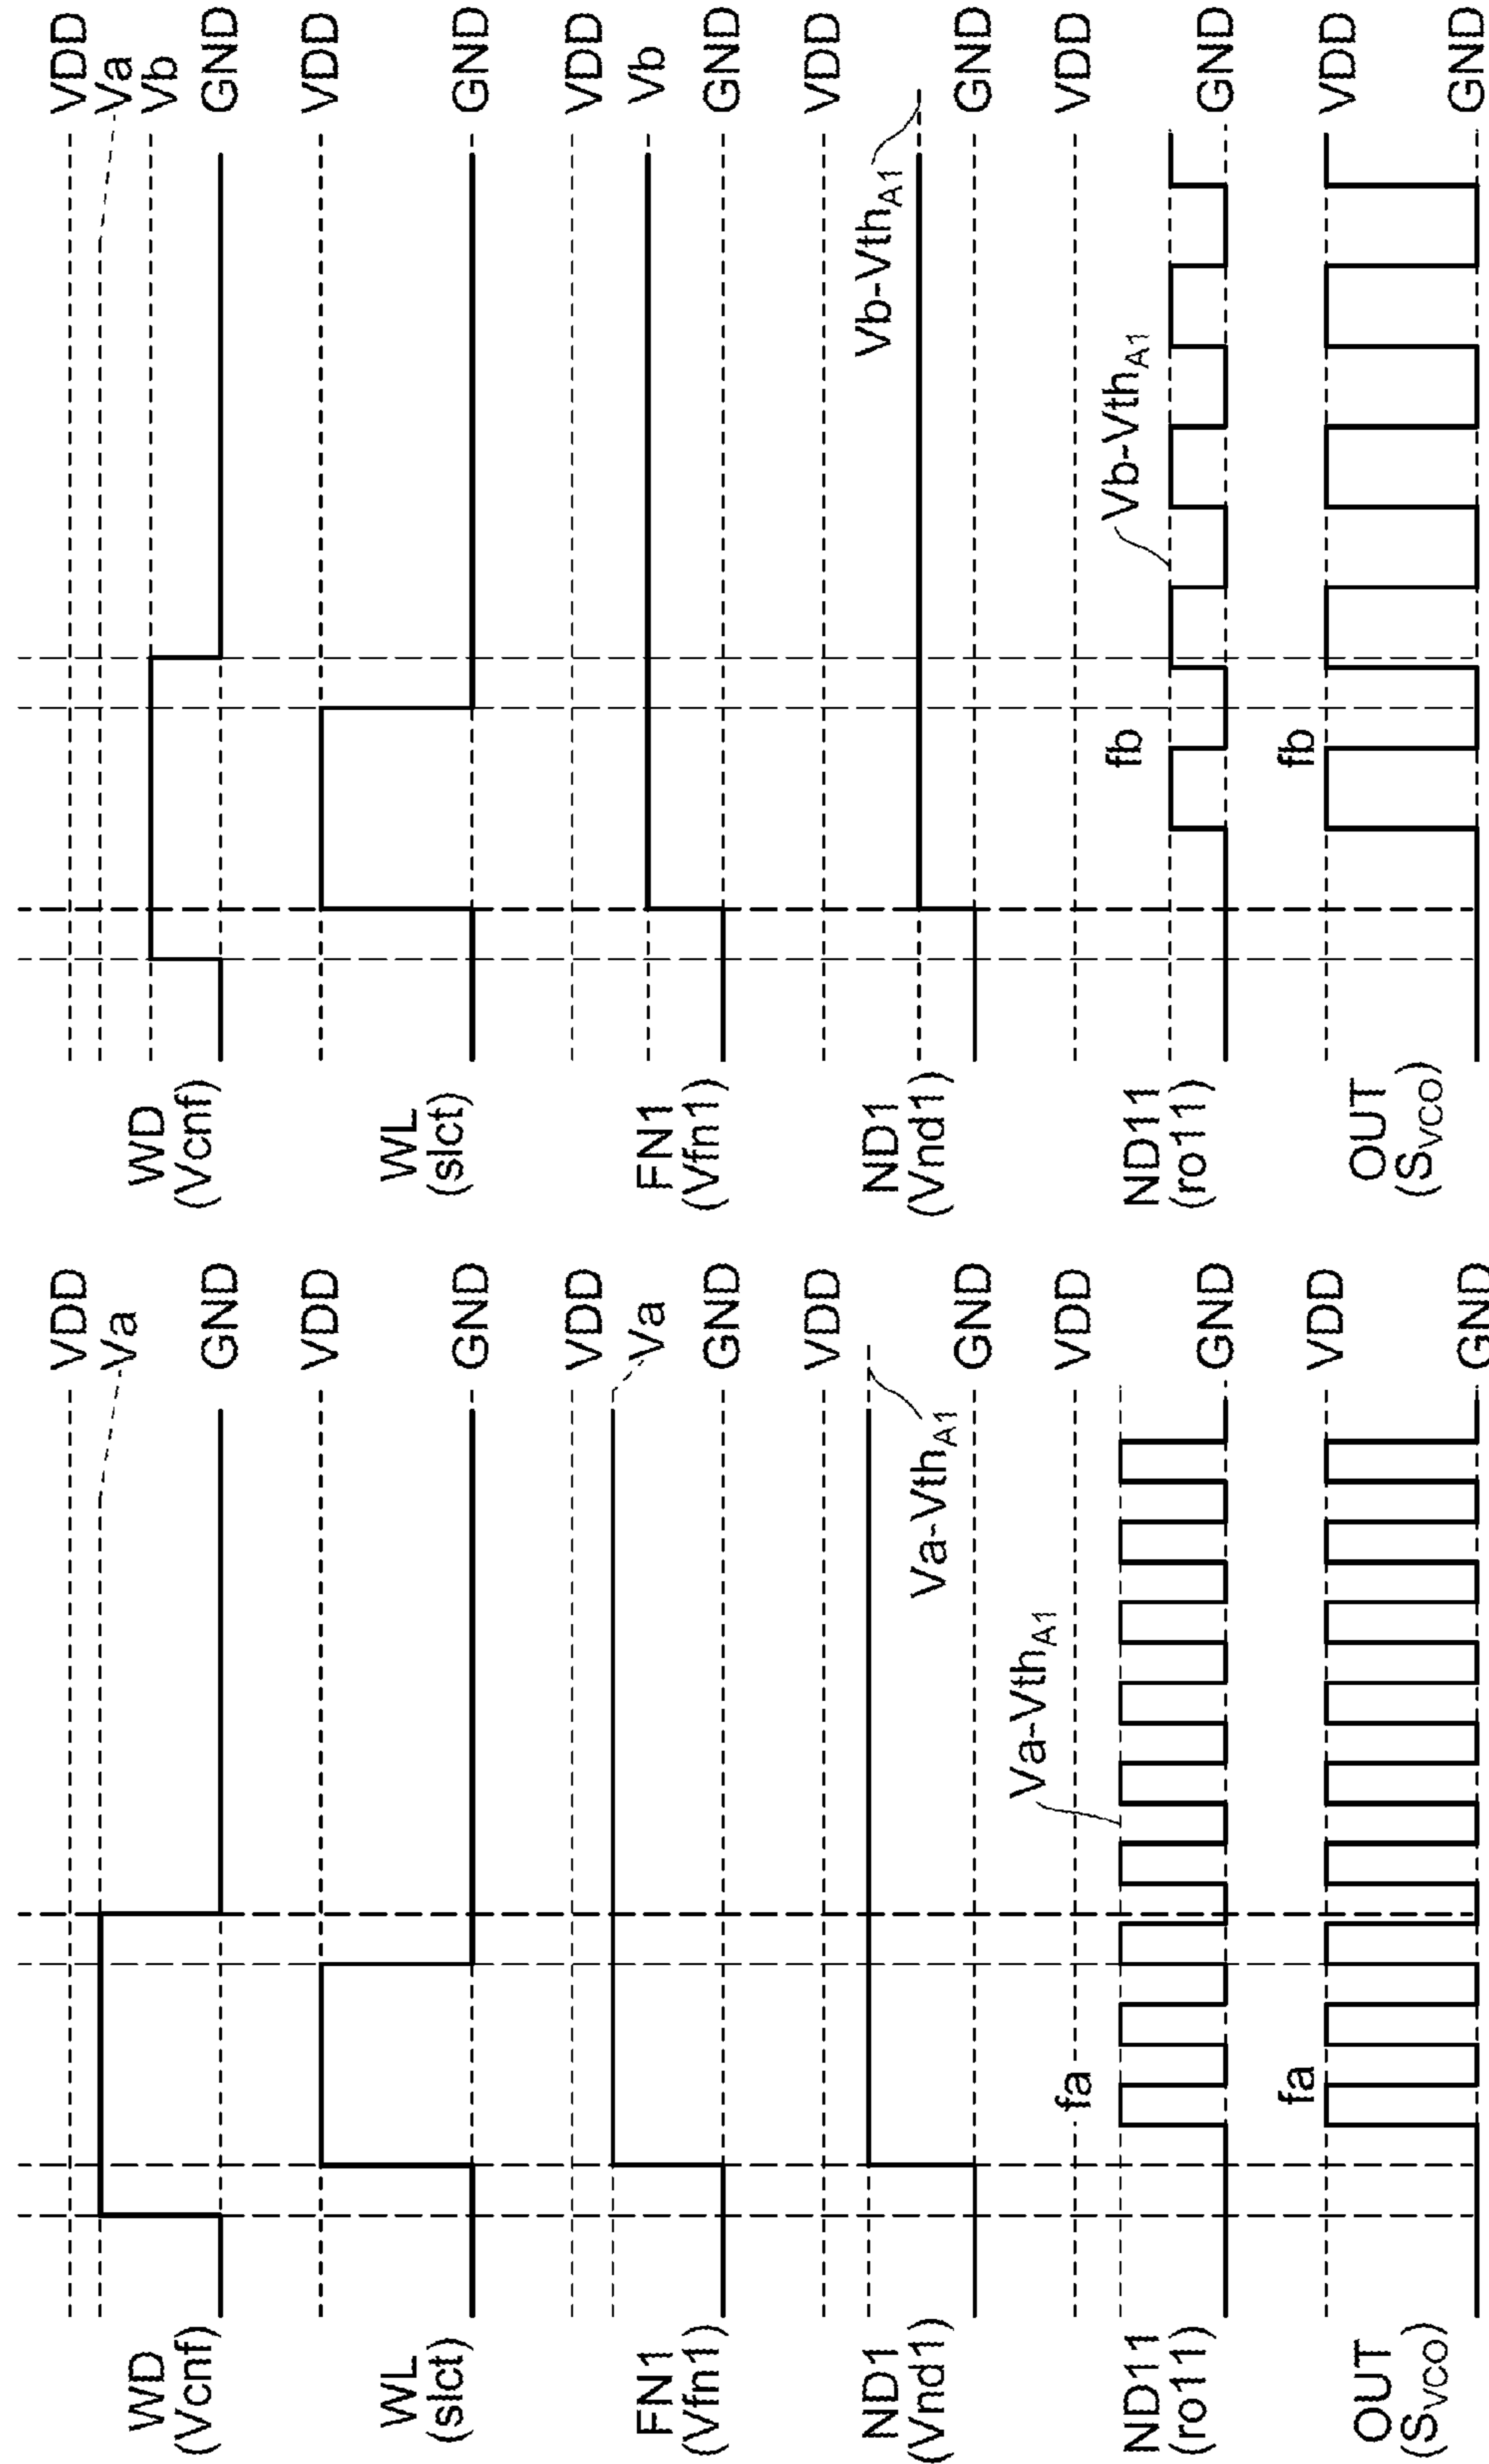 WD
(Vcnf)
VDD
Va
GND
WL
(slct)
VDD
GND
FN1
(Vfn1)
VDD
Va
GND
ND1
(Vnd1)
VDD
GND
Va-VthA1
ND11
(ro11)
VDD
GND
Va-VthA1
fa
OUT
(SVCO)
VDD
GND
fa
WD
(Vcnf)
VDD
Va
Vb
GND
WL
(slct)
VDD
GND
FN1
(Vfn1)
VDD
Vb
GND
ND1
(Vnd1)
VDD
GND
Vb-VthA1
ND11
(ro11)
VDD
GND
Vb-VthA1
fb
OUT
(SVCO)
VDD
GND
fb